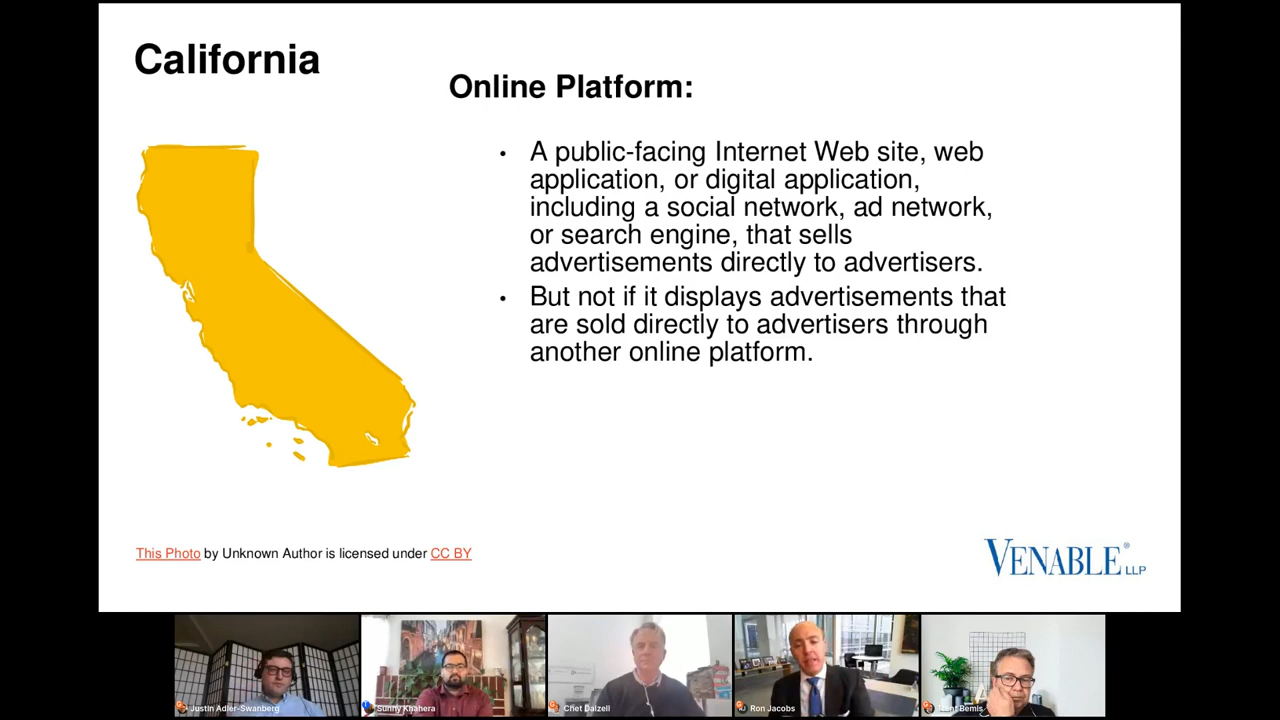 California
Online Platform:
• A public-facing Internet Web site, web
application, or digital application,
including a social network, ad network,
or search engine, that sells
advertisements directly to advertisers.
• But not if it displays advertisements that
are sold directly to advertisers through
another online platform.
This Photo by Unknown Author is licensed under CC BY
VENABLE® LLP
Justin Adler-Swanberg
Sunny Khahera
Chet Dalzell
Ron Jacobs
Bemis